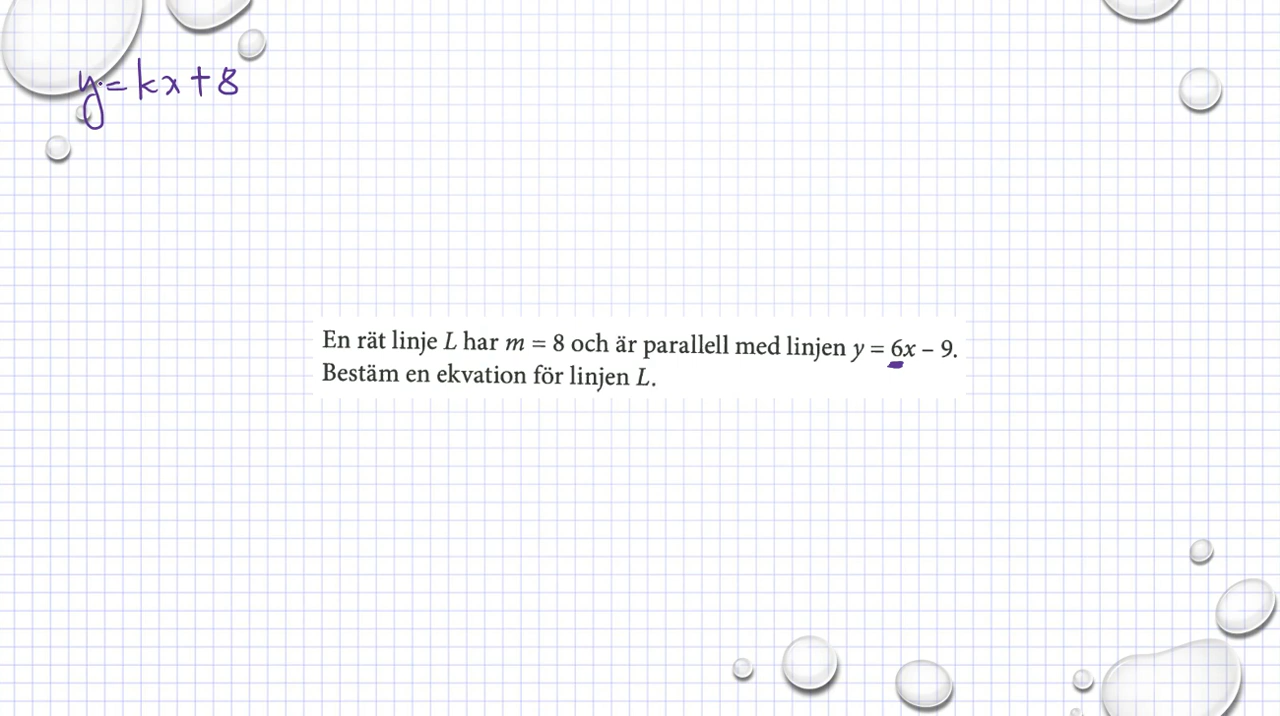 y = kx + 8
En rät linje L har m = 8 och är parallell med linjen y = 6x – 9.
Bestäm en ekvation för linjen L.